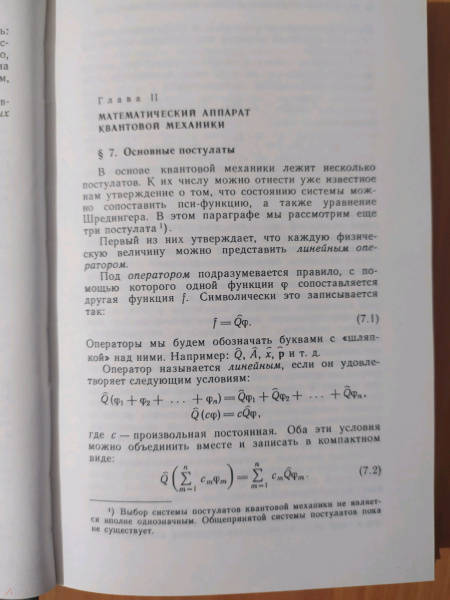 ь:
с-
о,
на
м,
в-
ых
Глава II
МАТЕМАТИЧЕСКИЙ АППАРАТ
КВАНТОВОЙ МЕХАНИКИ
§ 7. Основные постулаты
В основе квантовой механики лежит несколько
постулатов. К их числу можно отнести уже известное
нам утверждение о том, что состоянию системы мож-
но сопоставить пси-функцию, а также уравнение
Шредингера. В этом параграфе мы рассмотрим еще
три постулата ¹).
Первый из них утверждает, что каждую физиче-
скую величину можно представить линейным опе-
ратором.
Под оператором подразумевается правило, с по-
мощью которого одной функции φ сопоставляется
другая функция f. Символически это записывается
так:
f = Q̂φ. (7.1)
Операторы мы будем обозначать буквами с «шляп-
кой» над ними. Например: Q̂, Â, x̂, p̂ и т. д.
Оператор называется линейным, если он удовле-
творяет следующим условиям:
Q̂ (φ₁ + φ₂ + ... + φₙ) = Q̂φ₁ + Q̂φ₂ + ... + Q̂φₙ,
Q̂ (cφ) = cQ̂φ,
где c — произвольная постоянная. Оба эти условия
можно объединить вместе и записать в компактном
виде:
Q̂ (∑ₘ₌₁ⁿ cₘφₘ) = ∑ₘ₌₁ⁿ cₘQ̂φₘ. (7.2)
¹) Выбор системы постулатов квантовой механики не являет-
ся вполне однозначным. Общепринятой системы постулатов пока
не существует.